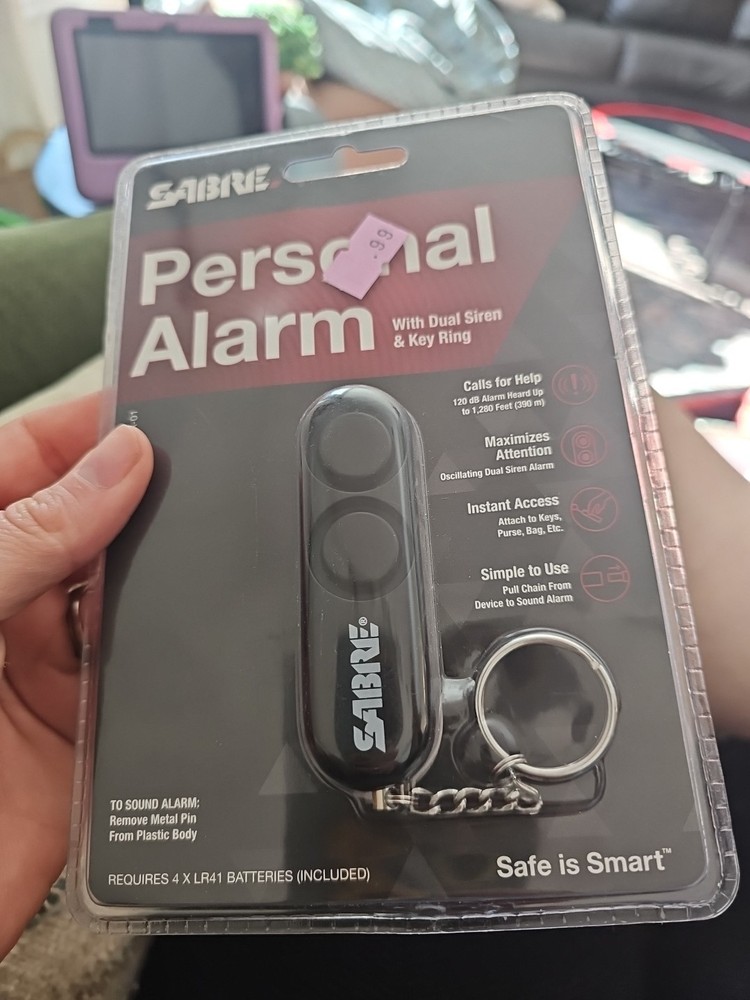 SABRE
Personal
.99
Alarm
With Dual Siren
& Key Ring
Calls for Help
120 dB Alarm Heard Up
to 1,280 Feet (390 m)
Maximizes
Attention
Oscillating Dual Siren Alarm
Instant Access
Attach to Keys,
Purse, Bag, Etc.
Simple to Use
Pull Chain From
Device to Sound Alarm
SABRE®
TO SOUND ALARM:
Remove Metal Pin
From Plastic Body
REQUIRES 4 X LR41 BATTERIES (INCLUDED)
Safe is Smart™